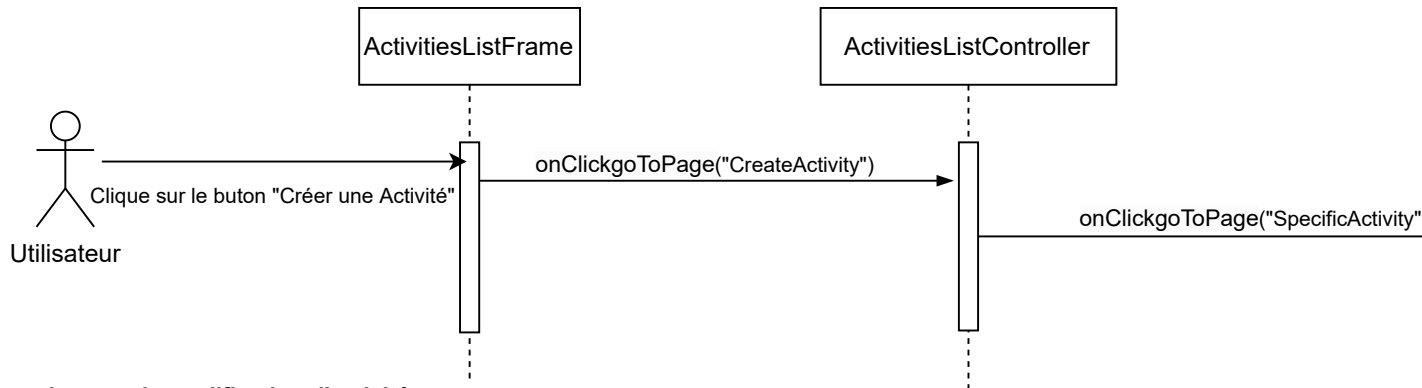 ActivitiesListFrame
ActivitiesListController
onClickgoToPage("CreateActivity")
Clique sur le buton "Créer une Activité"
onClickgoToPage("SpecificActivity"
Utilisateur